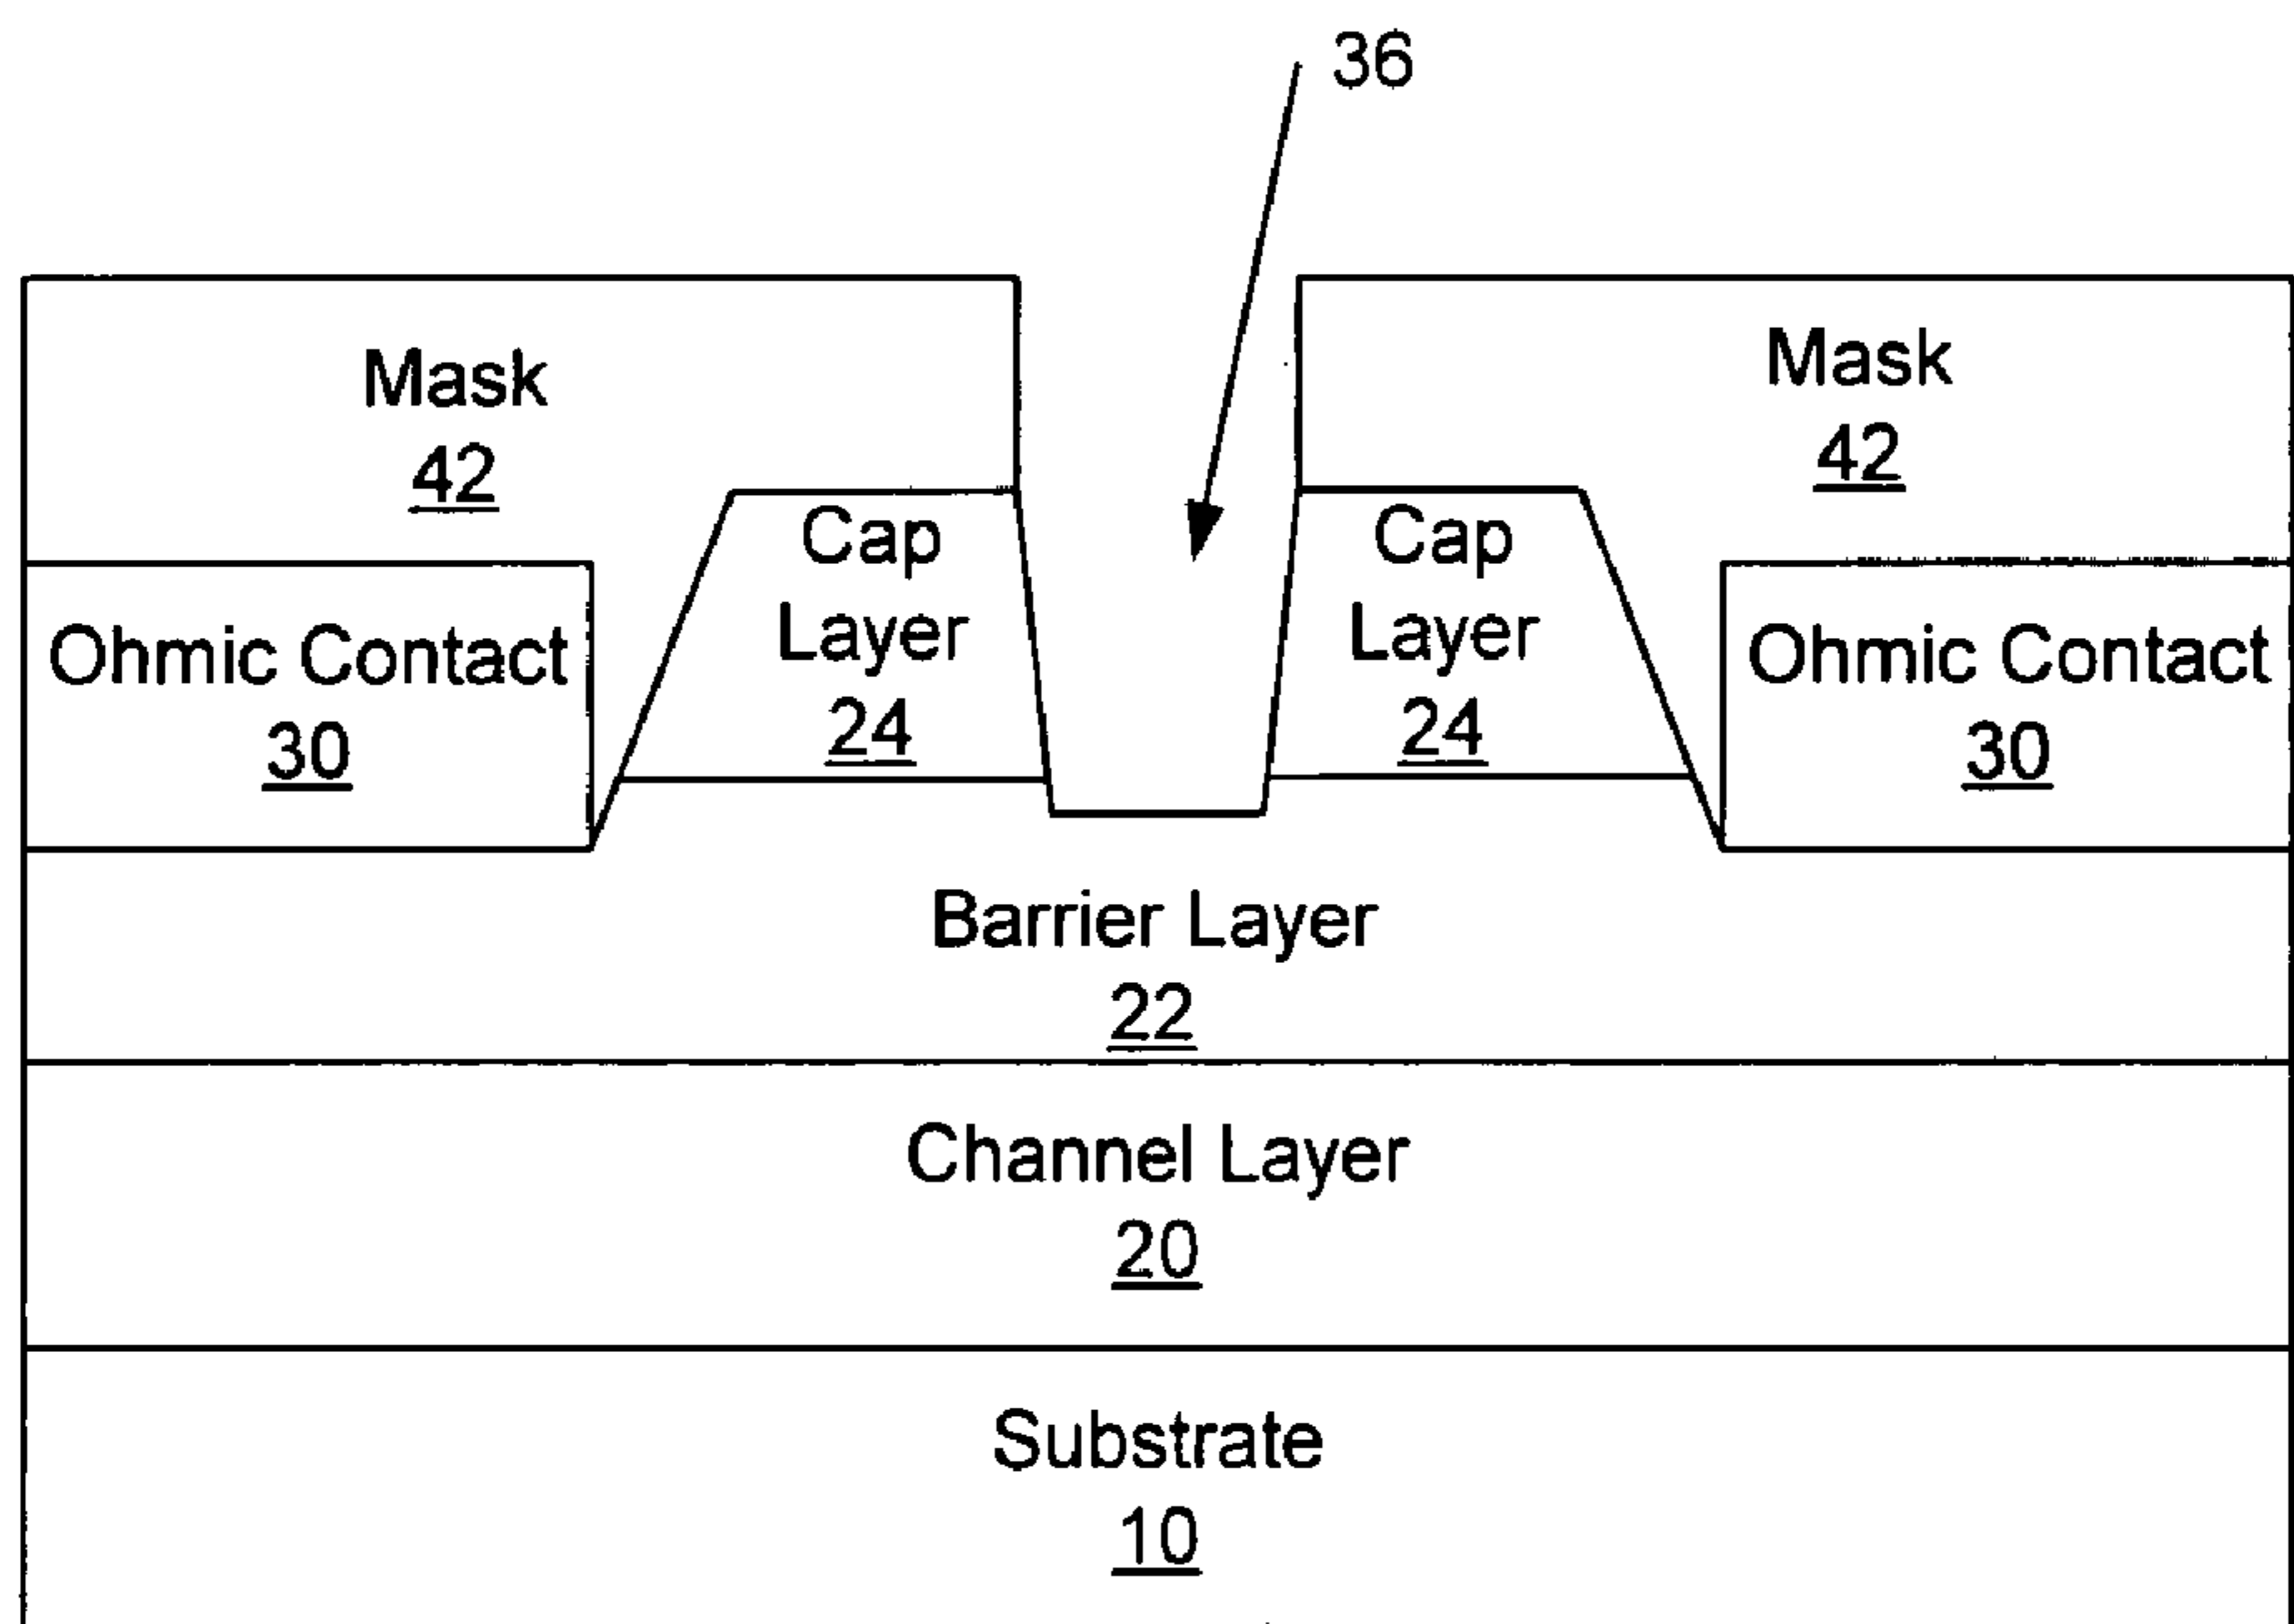 36
Mask
42
Mask
42
Cap
Layer
24
Cap
Layer
24
Ohmic Contact
30
Ohmic Contact
30
Barrier Layer
22
Channel Layer
20
Substrate
10